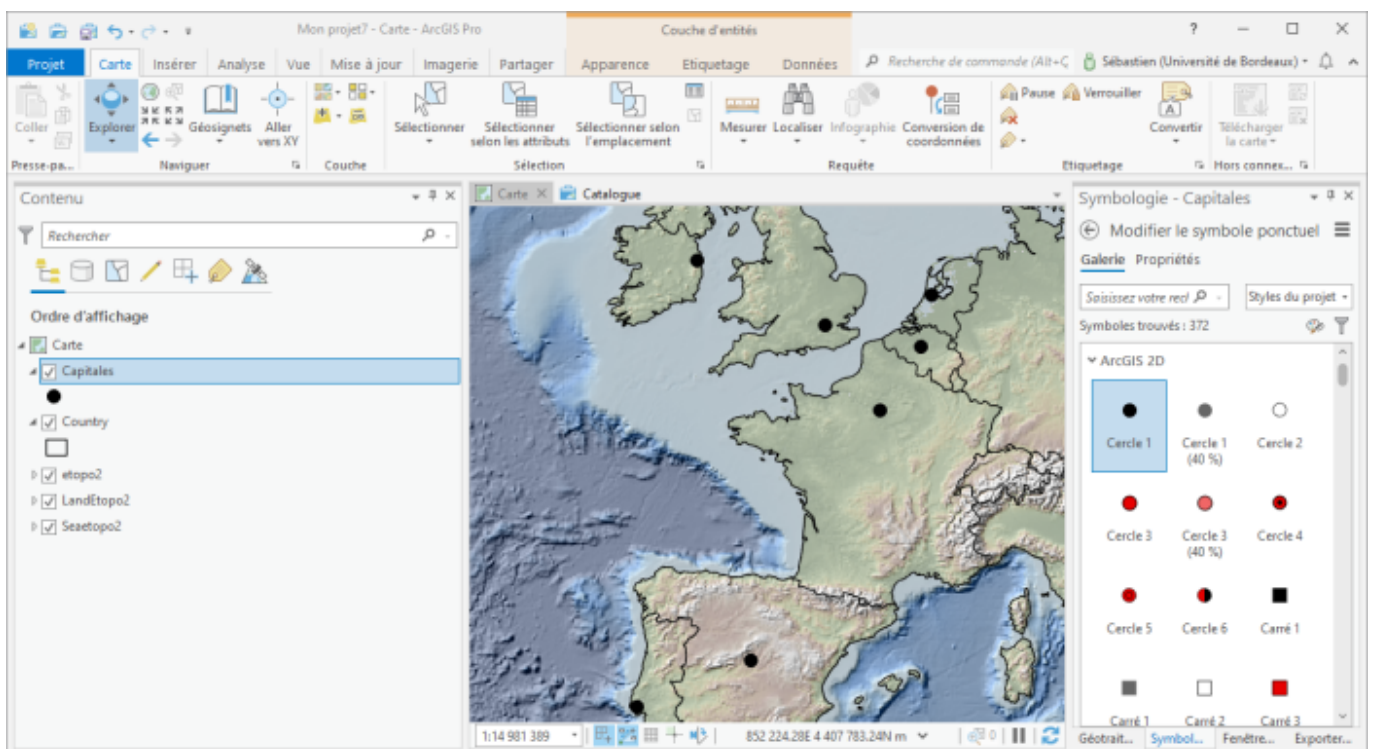 Mon projet7 - Carte - ArcGIS Pro
Couche d'entités
?
Projet Carte Insérer Analyse Vue Mise à jour Imagerie Partager Apparence Etiquetage Données Recherche de commande (Alt+Q Sébastien (Université de Bordeaux)
Coller
Explorer
Géosignets
Aller vers XY
Sélectionner
Sélectionner selon les attributs
Sélectionner selon l'emplacement
Mesurer
Localiser
Infographie
Conversion de coordonnées
Pause
Verrouiller
Convertir
Télécharger la carte
Presse-pa... Naviguer Couche Sélection Requête Etiquetage Hors connex...
Contenu
Rechercher
Ordre d'affichage
Carte
Capitales
Country
etopo2
LandEtopo2
Seaetopo2
Carte Catalogue
1:14 981 389
852 224.28E 4 407 783.24N m
0
Symbologie - Capitales
Modifier le symbole ponctuel
Galerie Propriétés
Saisissez votre recl
Styles du projet
Symboles trouvés : 372
ArcGIS 2D
Cercle 1
Cercle 1 (40 %)
Cercle 2
Cercle 3
Cercle 3 (40 %)
Cercle 4
Cercle 5
Cercle 6
Carré 1
Carré 1
Carré 2
Carré 3
Géotrait... Symbol... Fenêtre... Exporter...